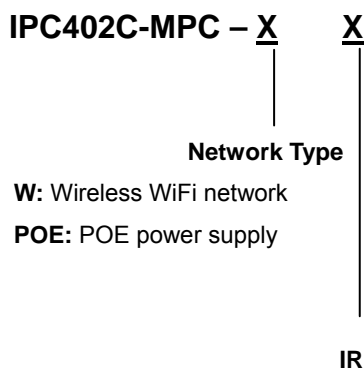 IPC402C-MPC – X X
Network Type
W: Wireless WiFi network
POE: POE power supply
IR